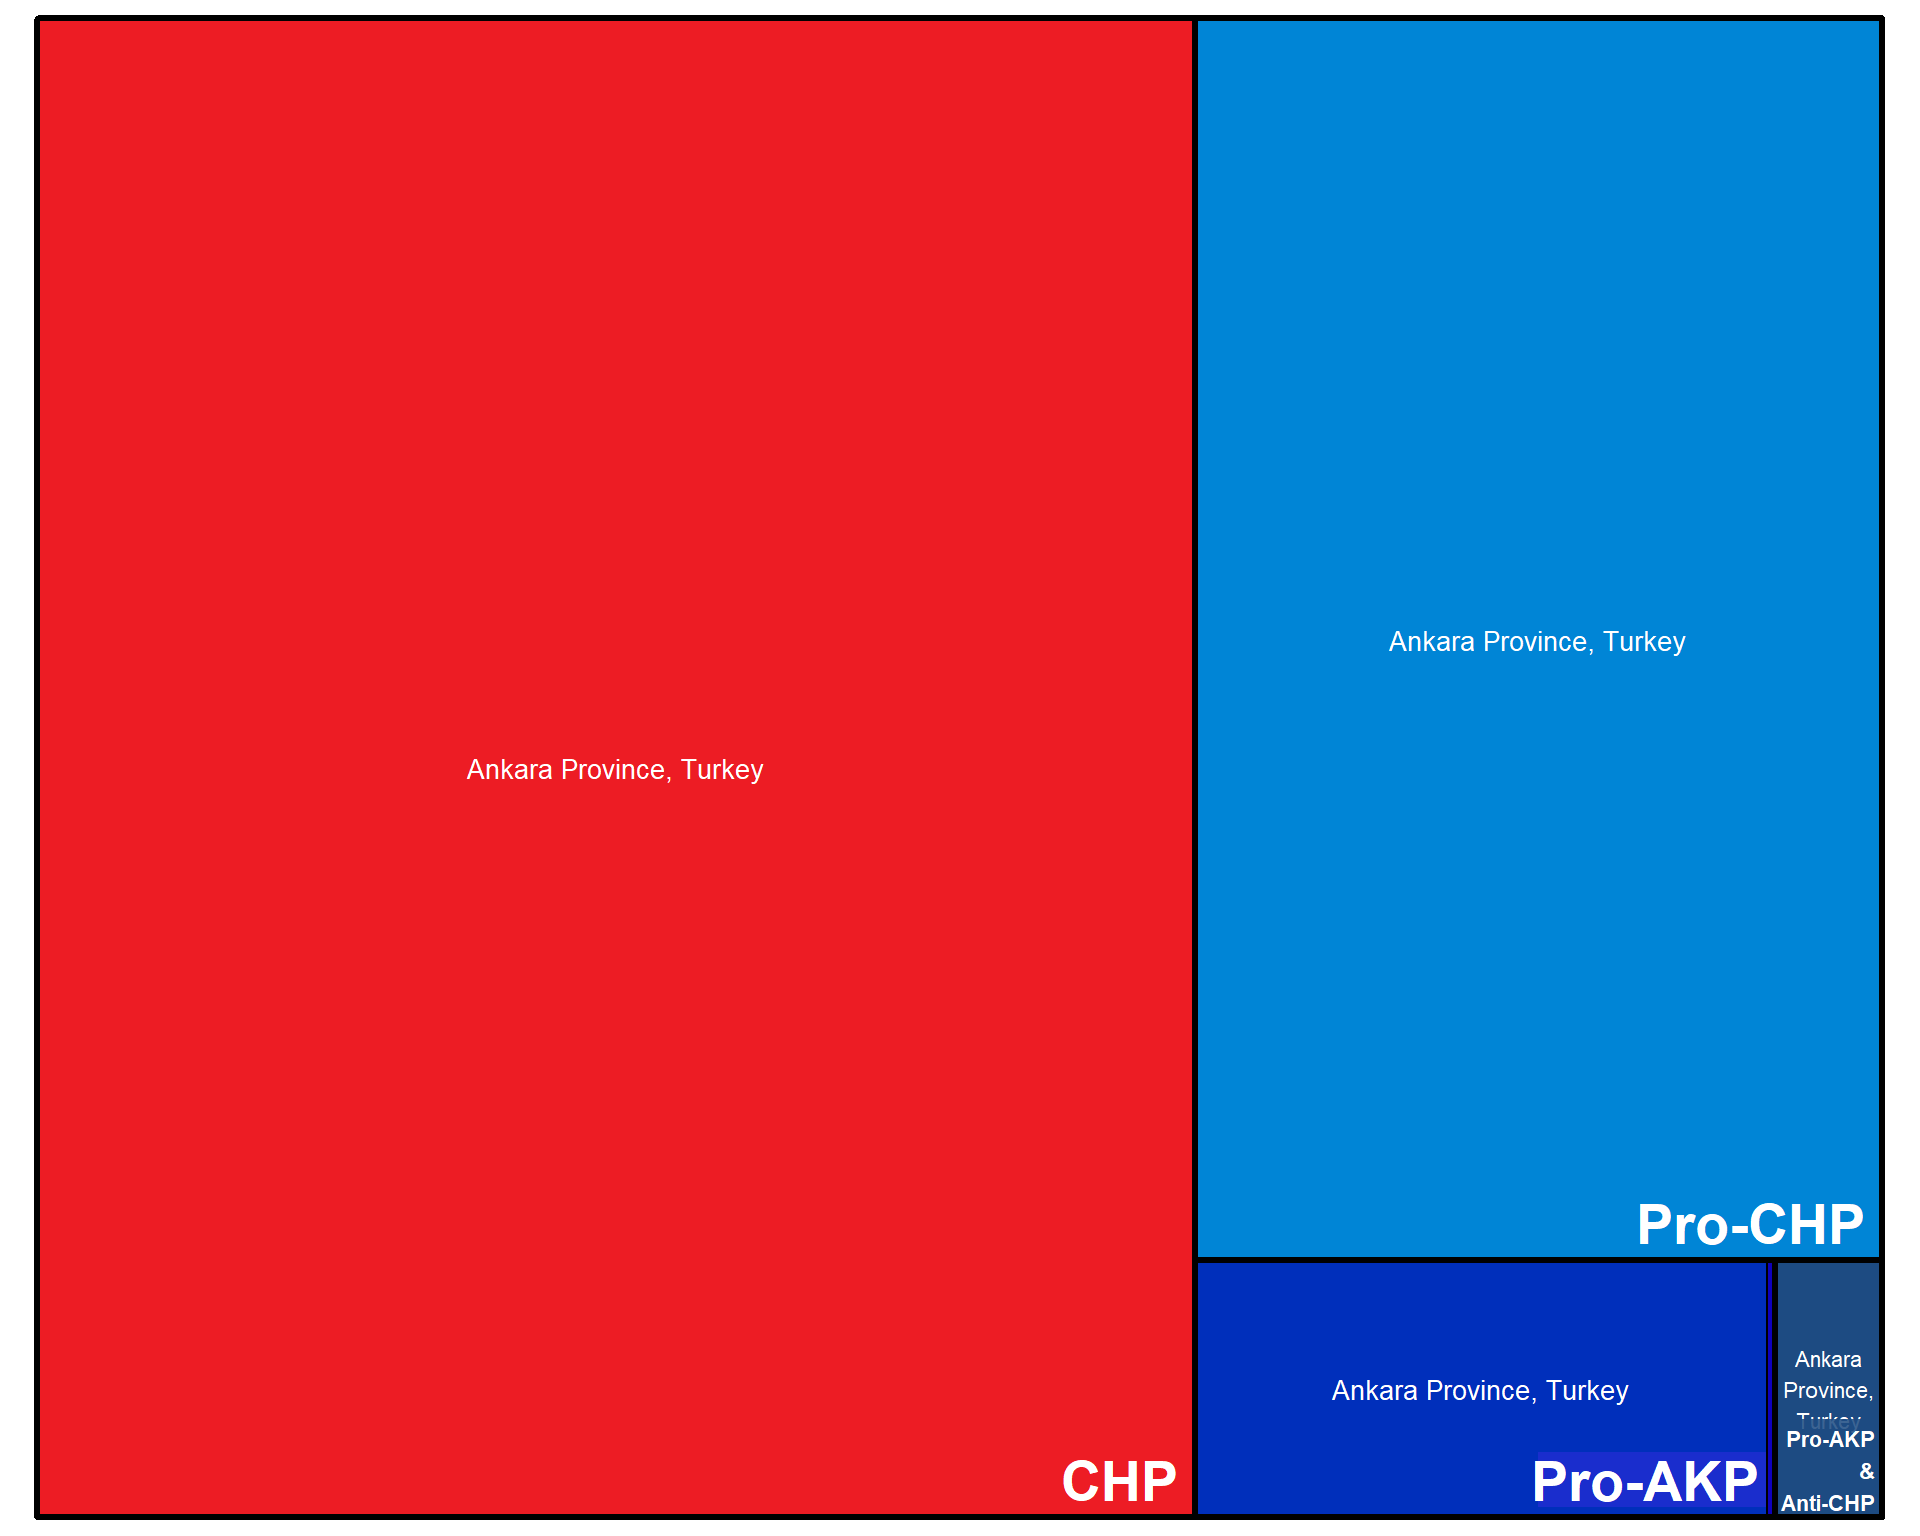 Ankara Province, Turkey
CHP
Ankara Province, Turkey
Pro-CHP
Ankara Province, Turkey
Pro-AKP
Ankara
Province,
Turkey
Pro-AKP
&
Anti-CHP